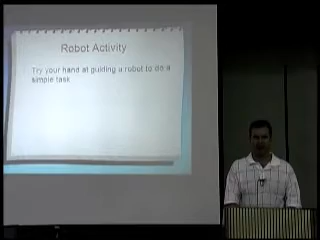 Robot Activity
Try your hand at guiding a robot to do a
simple task